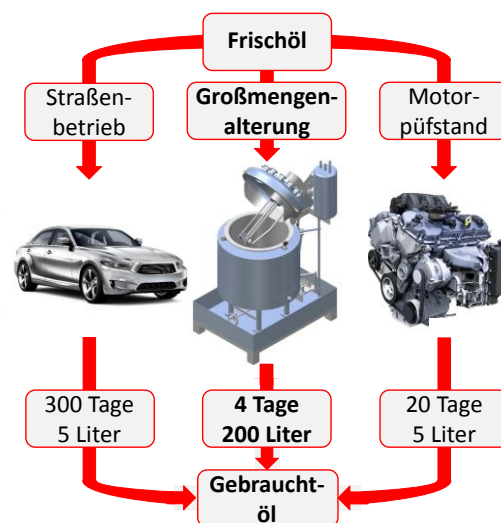 Frischöl
Straßen-
betrieb
Großmengen-
alterung
Motor-
püfstand
300 Tage
5 Liter
4 Tage
200 Liter
20 Tage
5 Liter
Gebraucht-
öl